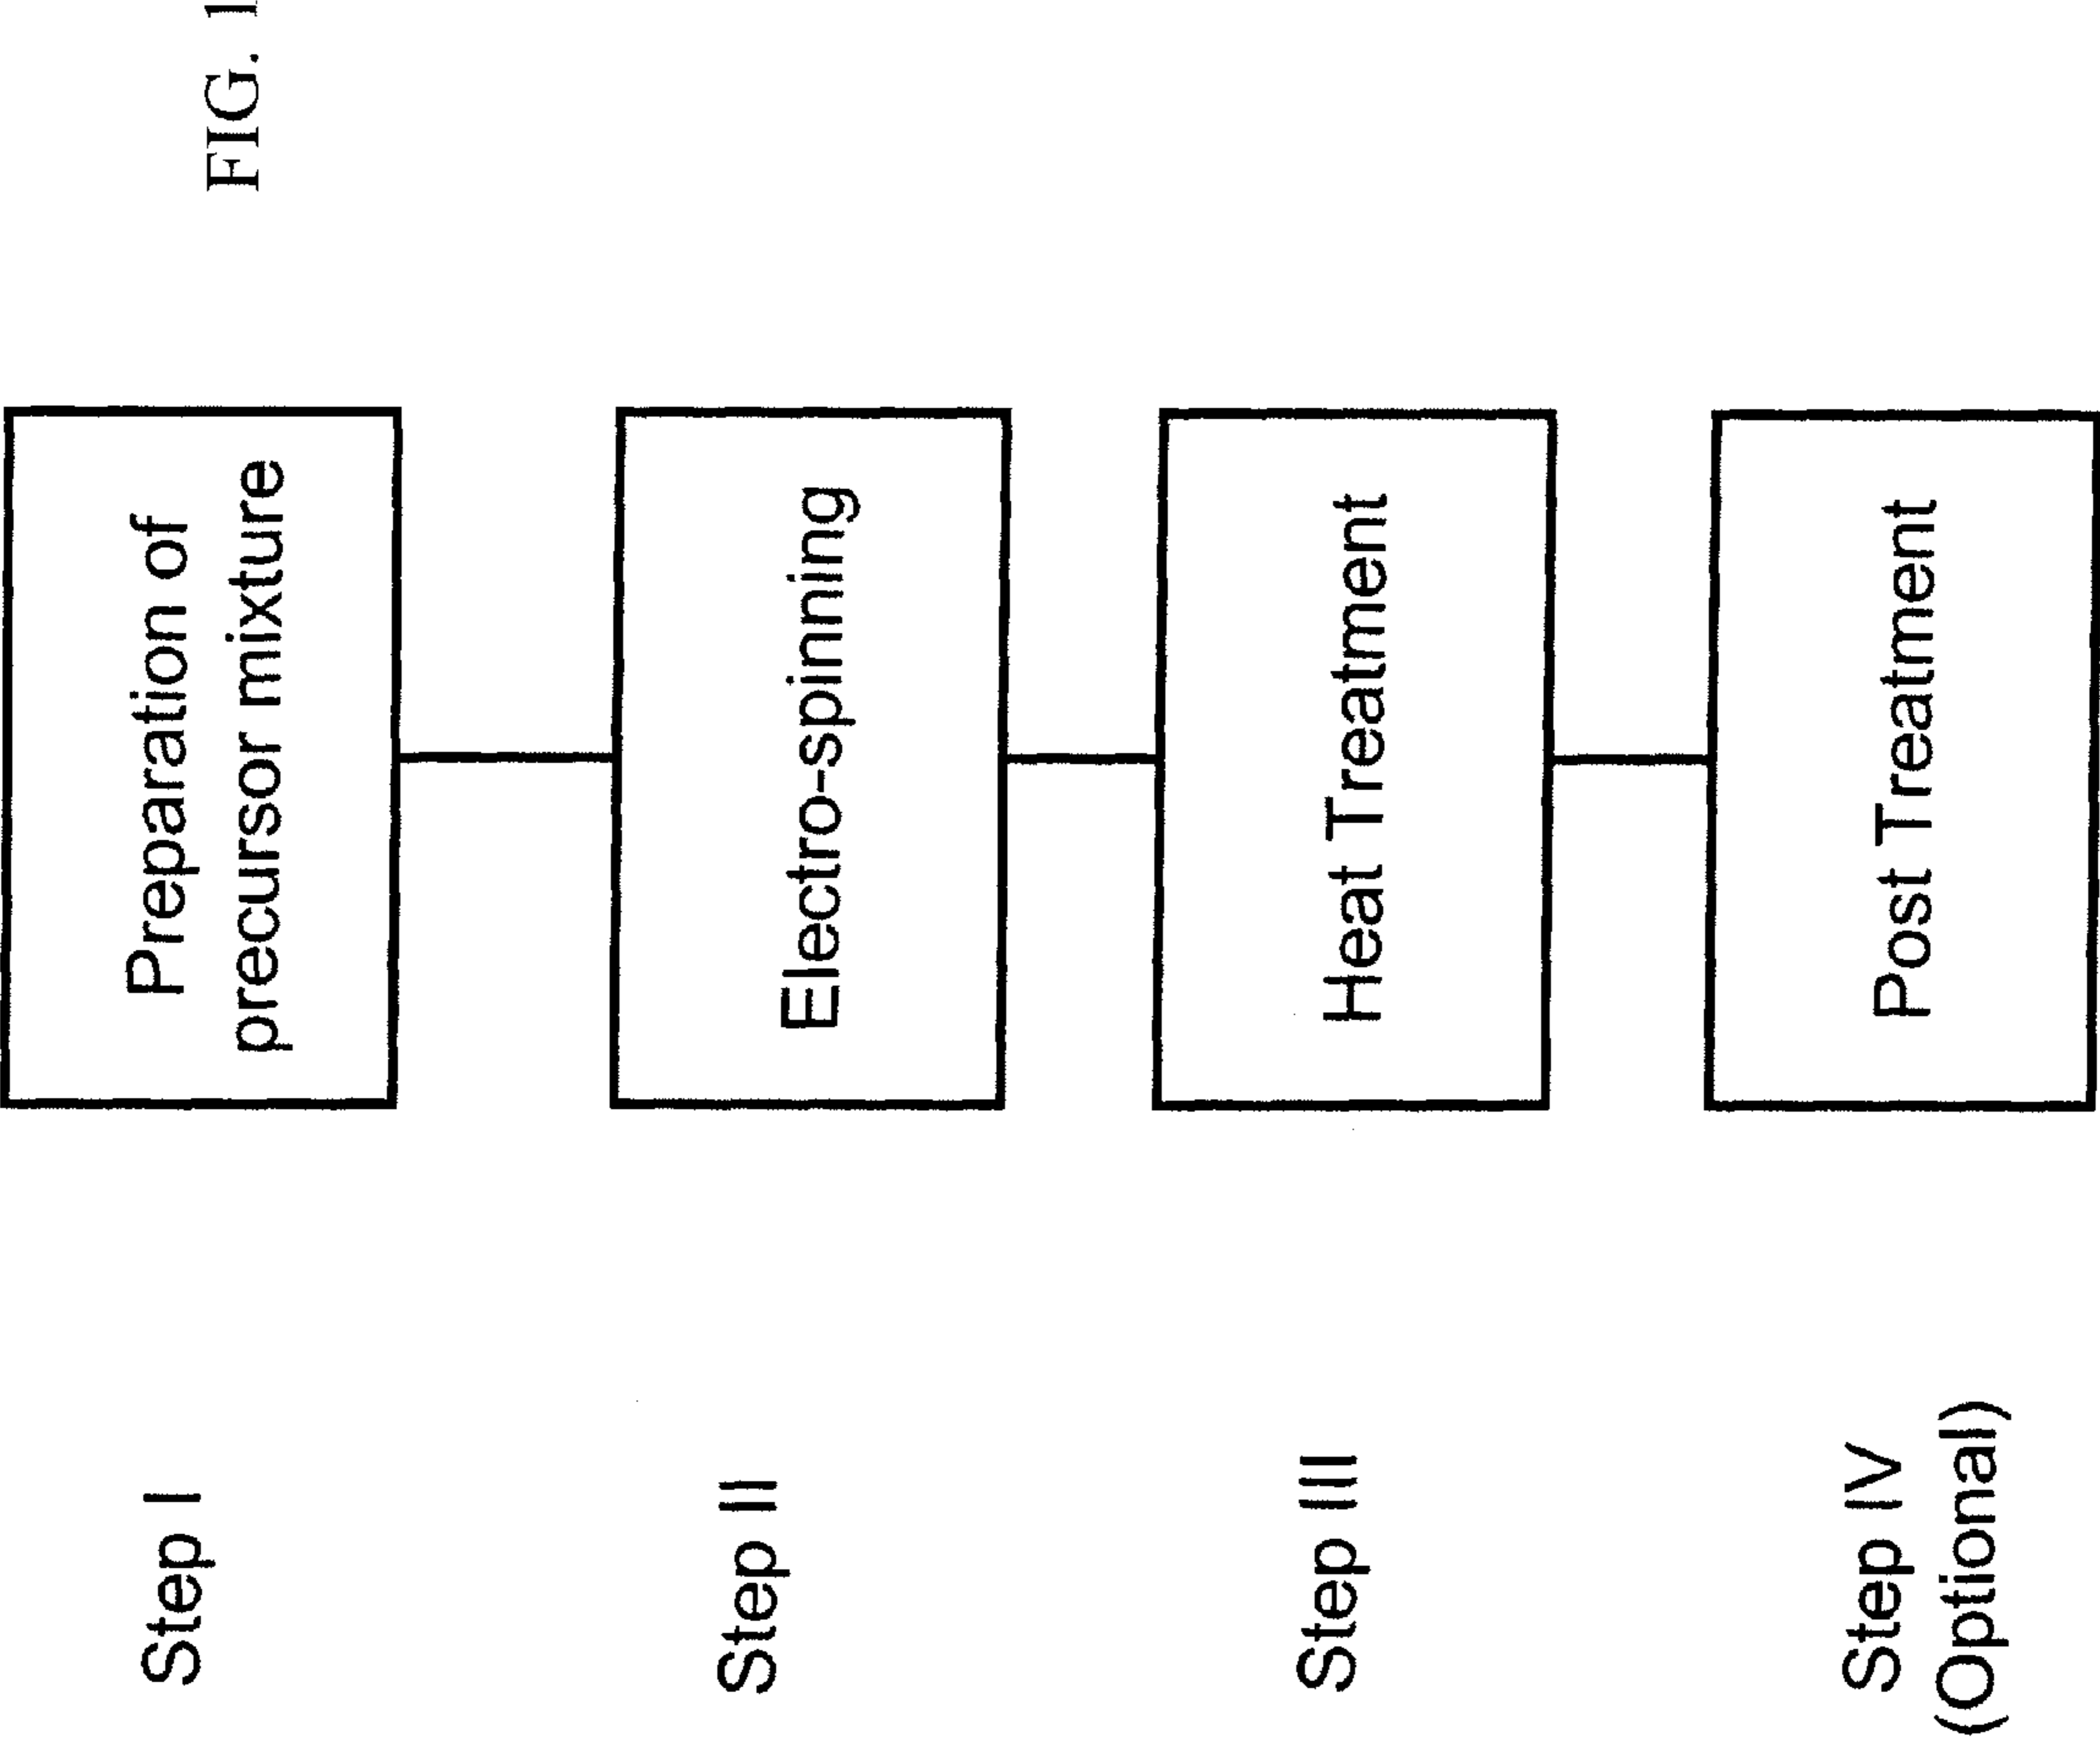 FIG. 1
Step I
Preparation of
precursor mixture
Step II
Electro-spinning
Step III
Heat Treatment
Step IV
(Optional)
Post Treatment